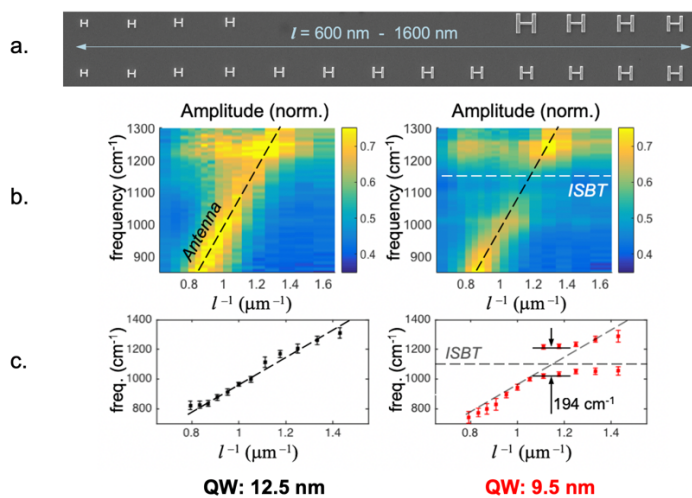 a.
l = 600 nm - 1600 nm
b.
Amplitude (norm.)
Amplitude (norm.)
frequency (cm⁻¹)
1300
1200
1100
1000
900
Antenna
0.7
0.6
0.5
0.4
0.8 1 1.2 1.4 1.6
l⁻¹ (µm⁻¹)
frequency (cm⁻¹)
1300
1200
1100
1000
900
ISBT
0.7
0.6
0.5
0.4
0.8 1 1.2 1.4 1.6
l⁻¹ (µm⁻¹)
c.
freq. (cm⁻¹)
1400
1200
1000
800
0.8 1 1.2 1.4
l⁻¹ (µm⁻¹)
freq. (cm⁻¹)
1400
1200
1000
800
ISBT
194 cm⁻¹
0.8 1 1.2 1.4
l⁻¹ (µm⁻¹)
QW: 12.5 nm
QW: 9.5 nm